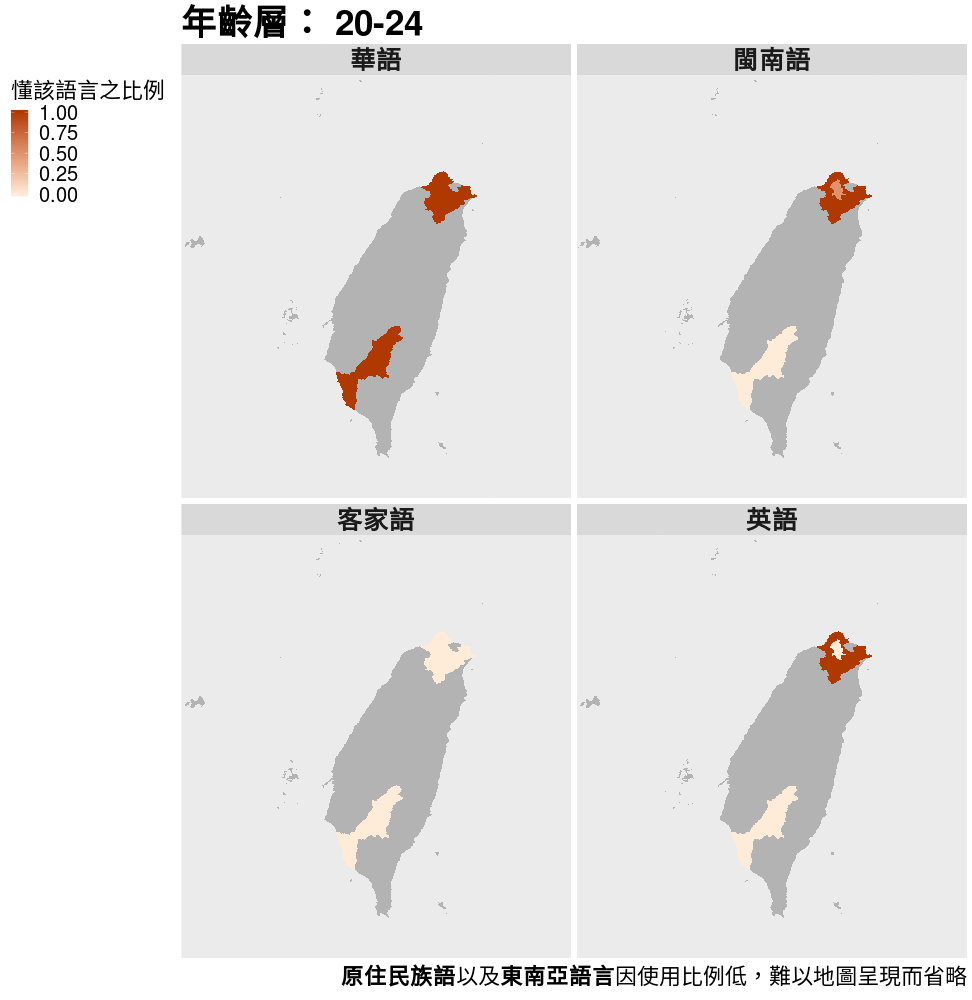 年齡層： 20-24
懂該語言之比例
1.00
0.75
0.50
0.25
0.00
華語
閩南語
客家語
英語
原住民族語以及東南亞語言因使用比例低，難以地圖呈現而省略